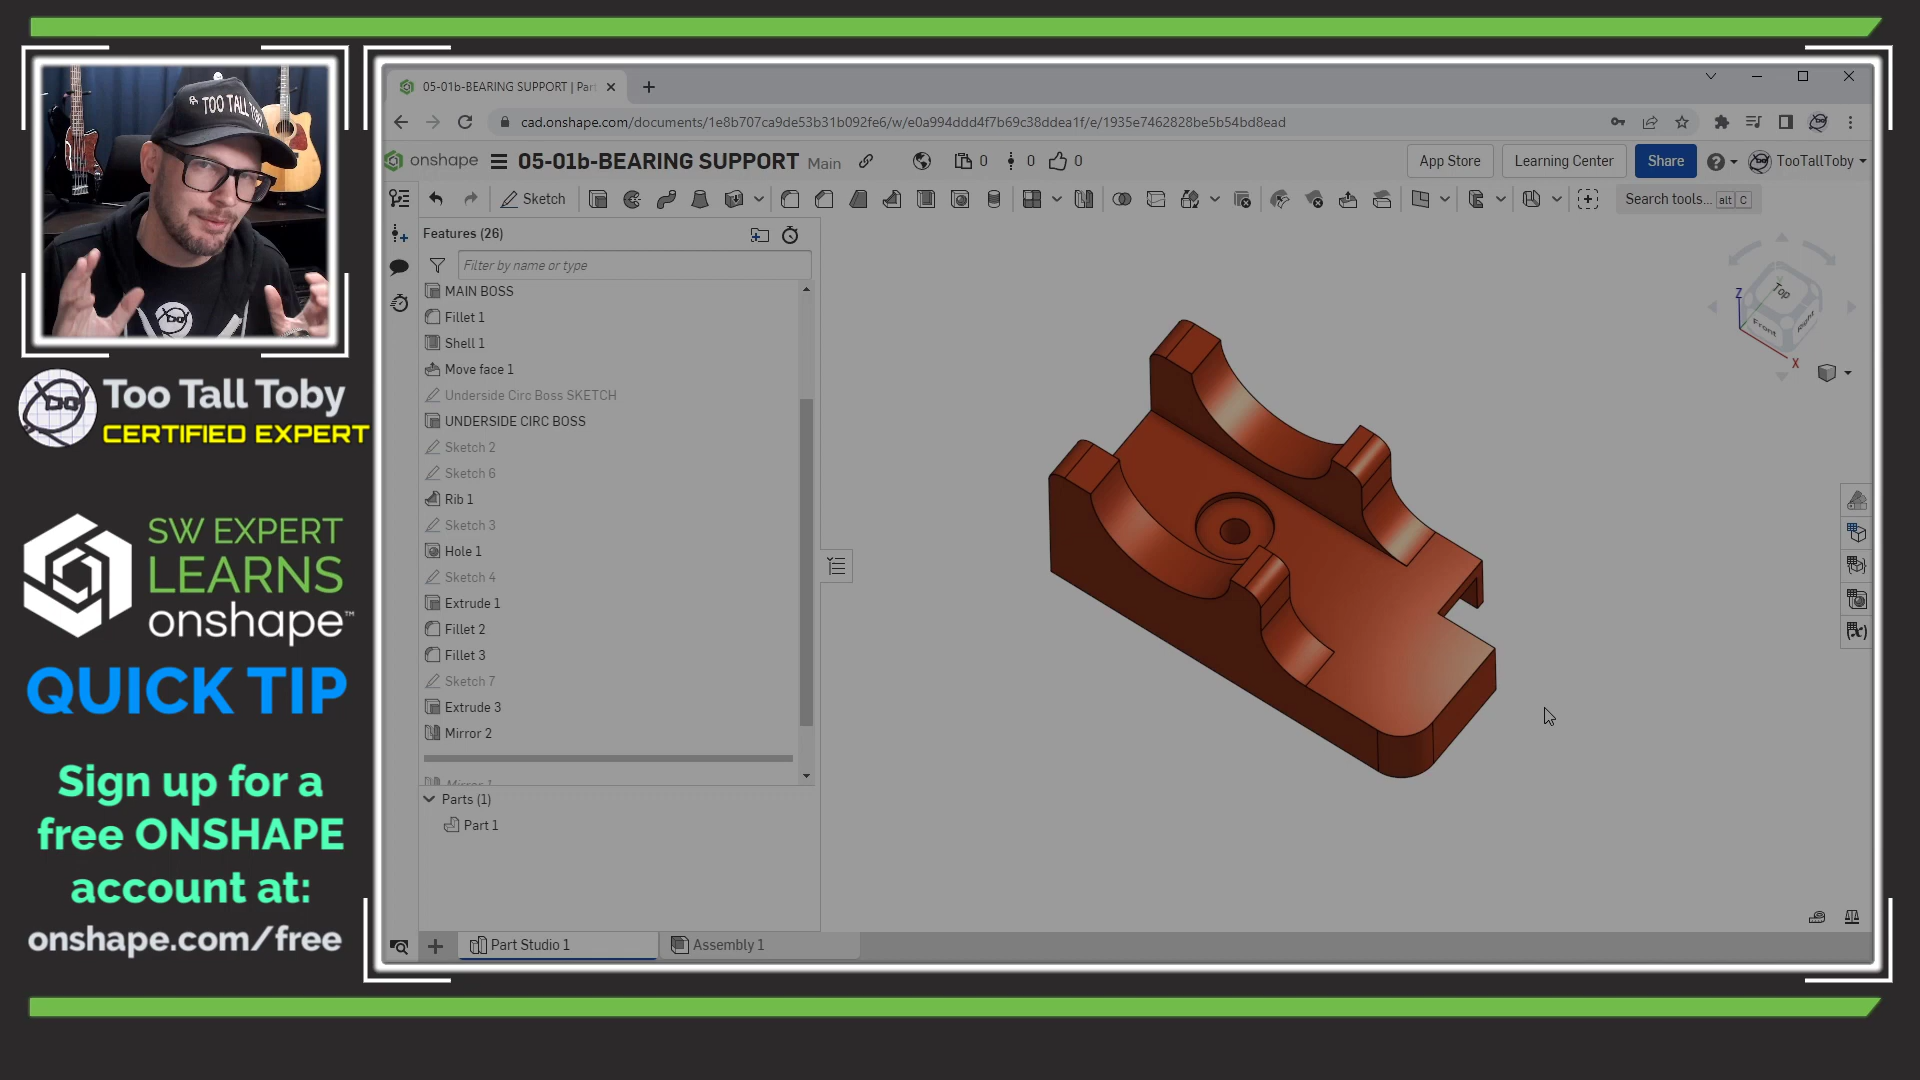 TOO TALL TOBY
Too Tall Toby
CERTIFIED EXPERT
SW EXPERT
LEARNS
onshape™
QUICK TIP
Sign up for a
free ONSHAPE
account at:
onshape.com/free
05-01b-BEARING SUPPORT | Part
cad.onshape.com/documents/1e8b707ca9de53b31b092fe6/w/e0a994ddd4f7b69c38ddea1f/e/1935e7462828be5b54bd8ead
onshape 05-01b-BEARING SUPPORT Main 0 0 0 App Store Learning Center Share TooTallToby
Sketch Search tools... alt C
Features (26)
Filter by name or type
MAIN BOSS
Fillet 1
Shell 1
Move face 1
Underside Circ Boss SKETCH
UNDERSIDE CIRC BOSS
Sketch 2
Sketch 6
Rib 1
Sketch 3
Hole 1
Sketch 4
Extrude 1
Fillet 2
Fillet 3
Sketch 7
Extrude 3
Mirror 2
Mirror 1
Parts (1)
Part 1
Z
Top
Front
Right
X
Part Studio 1
Assembly 1